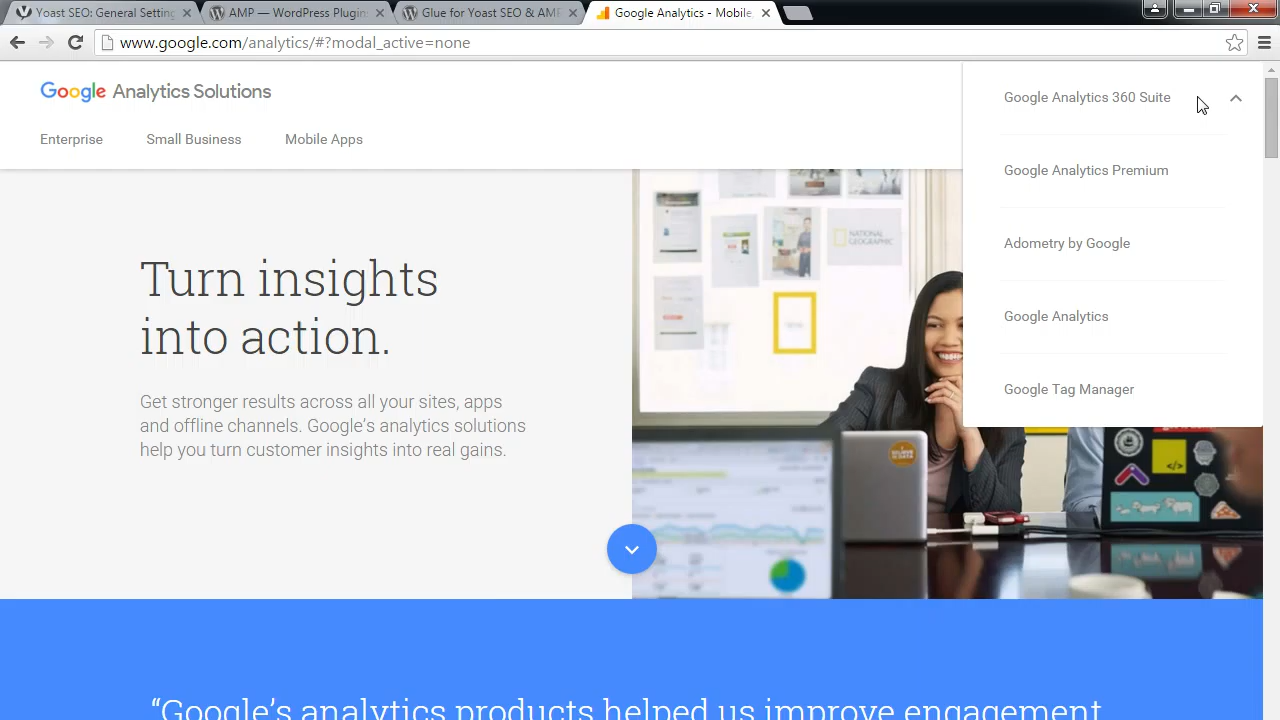 Yoast SEO: General Setting
AMP — WordPress Plugin
Glue for Yoast SEO & AMP
Google Analytics - Mobile,
www.google.com/analytics/#?modal_active=none
Google Analytics Solutions
Enterprise
Small Business
Mobile Apps
Google Analytics 360 Suite
Google Analytics Premium
Adometry by Google
Google Analytics
Google Tag Manager
NATIONAL
GEOGRAPHIC
Turn insights
into action.
Get stronger results across all your sites, apps
and offline channels. Google's analytics solutions
help you turn customer insights into real gains.
“Google’s analytics products helped us improve engagement